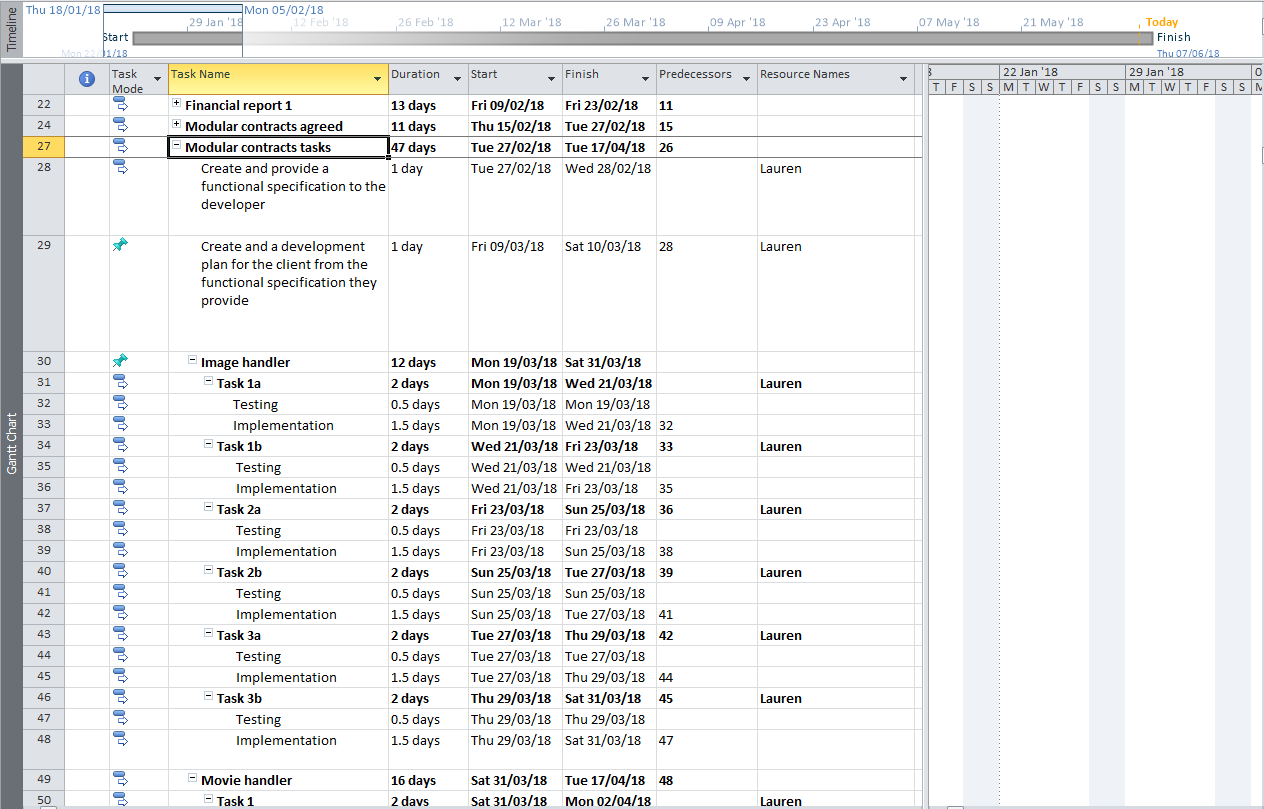 Timeline
Thu 18/01/18 Mon 05/02/18
29 Jan '18 12 Feb '18 26 Feb '18 12 Mar '18 26 Mar '18 09 Apr '18 23 Apr '18 07 May '18 21 May '18 Today
Start Finish
Mon 22/01/18 Thu 07/06/18
Task Mode Task Name Duration Start Finish Predecessors Resource Names
22 Jan '18 29 Jan '18
T F S S M T W T F S S M T W T F S S M
22 Financial report 1 13 days Fri 09/02/18 Fri 23/02/18 11
24 Modular contracts agreed 11 days Thu 15/02/18 Tue 27/02/18 15
27 Modular contracts tasks 47 days Tue 27/02/18 Tue 17/04/18 26
28 Create and provide a 1 day Tue 27/02/18 Wed 28/02/18 Lauren
functional specification to the
developer
29 Create and a development 1 day Fri 09/03/18 Sat 10/03/18 28 Lauren
plan for the client from the
functional specification they
provide
30 Image handler 12 days Mon 19/03/18 Sat 31/03/18
31 Task 1a 2 days Mon 19/03/18 Wed 21/03/18 Lauren
32 Testing 0.5 days Mon 19/03/18 Mon 19/03/18
33 Implementation 1.5 days Mon 19/03/18 Wed 21/03/18 32
34 Task 1b 2 days Wed 21/03/18 Fri 23/03/18 33 Lauren
35 Testing 0.5 days Wed 21/03/18 Wed 21/03/18
36 Implementation 1.5 days Wed 21/03/18 Fri 23/03/18 35
37 Task 2a 2 days Fri 23/03/18 Sun 25/03/18 36 Lauren
38 Testing 0.5 days Fri 23/03/18 Fri 23/03/18
39 Implementation 1.5 days Fri 23/03/18 Sun 25/03/18 38
40 Task 2b 2 days Sun 25/03/18 Tue 27/03/18 39 Lauren
41 Testing 0.5 days Sun 25/03/18 Sun 25/03/18
42 Implementation 1.5 days Sun 25/03/18 Tue 27/03/18 41
43 Task 3a 2 days Tue 27/03/18 Thu 29/03/18 42 Lauren
44 Testing 0.5 days Tue 27/03/18 Tue 27/03/18
45 Implementation 1.5 days Tue 27/03/18 Thu 29/03/18 44
46 Task 3b 2 days Thu 29/03/18 Sat 31/03/18 45 Lauren
47 Testing 0.5 days Thu 29/03/18 Thu 29/03/18
48 Implementation 1.5 days Thu 29/03/18 Sat 31/03/18 47
49 Movie handler 16 days Sat 31/03/18 Tue 17/04/18 48
50 Task 1 2 days Sat 31/03/18 Mon 02/04/18 Lauren
Gantt Chart